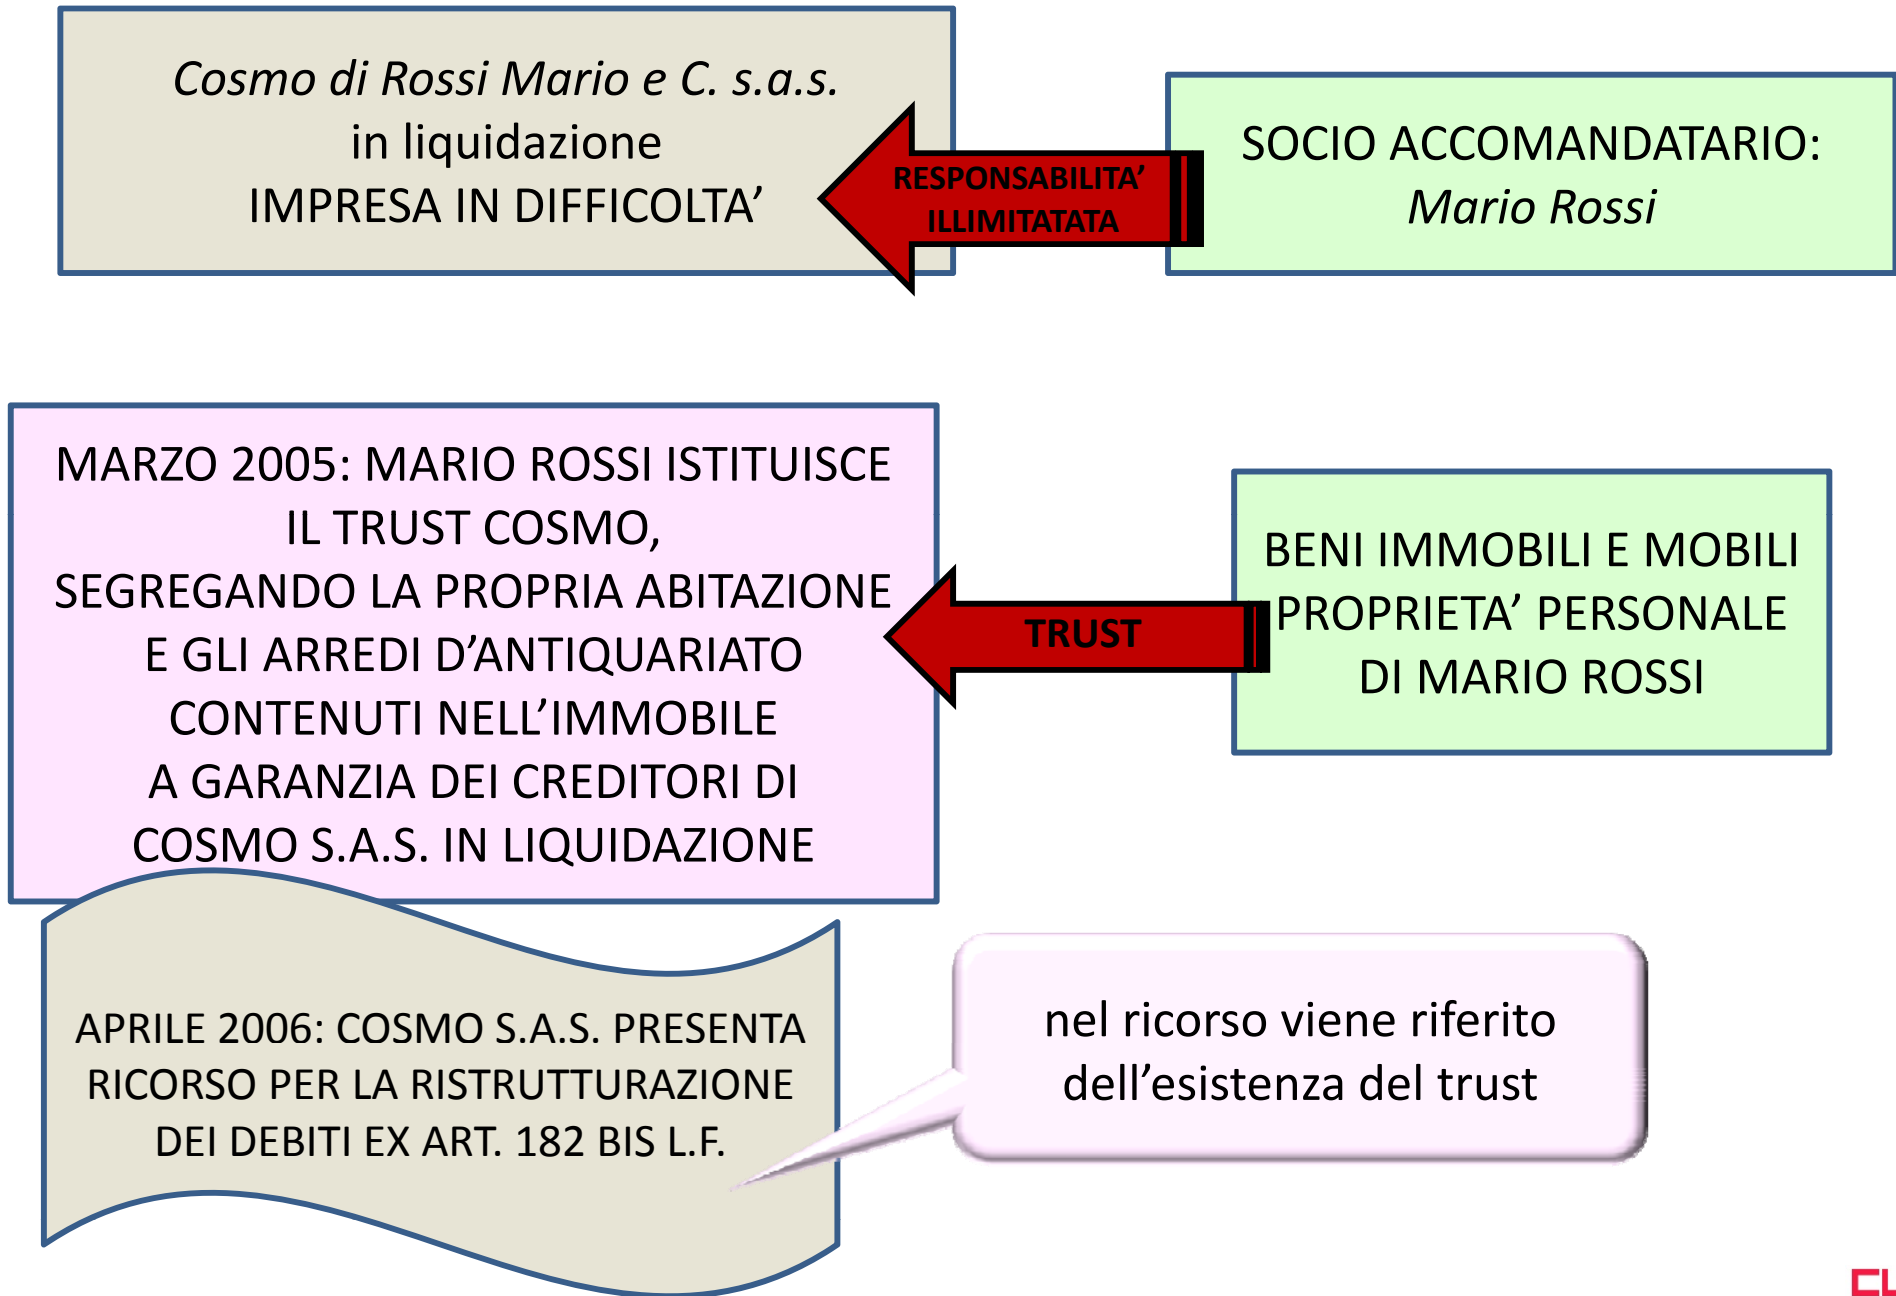 Cosmo di Rossi Mario e C. s.a.s.
in liquidazione
IMPRESA IN DIFFICOLTA’
RESPONSABILITA’
ILLIMITATATA
SOCIO ACCOMANDATARIO:
Mario Rossi
MARZO 2005: MARIO ROSSI ISTITUISCE
IL TRUST COSMO,
SEGREGANDO LA PROPRIA ABITAZIONE
E GLI ARREDI D’ANTIQUARIATO
CONTENUTI NELL’IMMOBILE
A GARANZIA DEI CREDITORI DI
COSMO S.A.S. IN LIQUIDAZIONE
TRUST
BENI IMMOBILI E MOBILI
PROPRIETA’ PERSONALE
DI MARIO ROSSI
APRILE 2006: COSMO S.A.S. PRESENTA
RICORSO PER LA RISTRUTTURAZIONE
DEI DEBITI EX ART. 182 BIS L.F.
nel ricorso viene riferito
dell’esistenza del trust